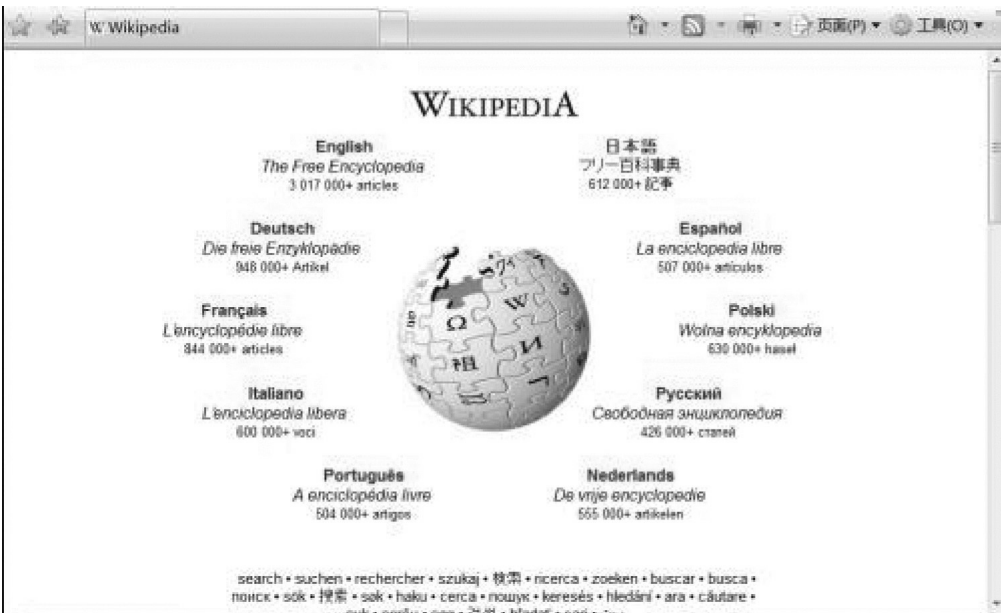 Wikipedia
页面(P)
工具(O)
WIKIPEDIA
English
The Free Encyclopedia
3 017 000+ articles
日本語
フリー百科事典
612 000+ 記事
Deutsch
Die freie Enzyklopädie
948 000+ Artikel
Español
La enciclopedia libre
507 000+ artículos
Français
L'encyclopédie libre
844 000+ articles
Polski
Wolna encyklopedia
630 000+ haseł
Italiano
L'enciclopedia libera
600 000+ voci
Русский
Свободная энциклопедия
426 000+ статей
Português
A enciclopédia livre
504 000+ artigos
Nederlands
De vrije encyclopedie
555 000+ artikelen
Ω W
祖 И
search • suchen • rechercher • szukaj • 検索 • ricerca • zoeken • buscar • busca •
поиск • sök • 搜索 • søk • haku • cerca • пошук • keresés • hledání • ara • căutare •